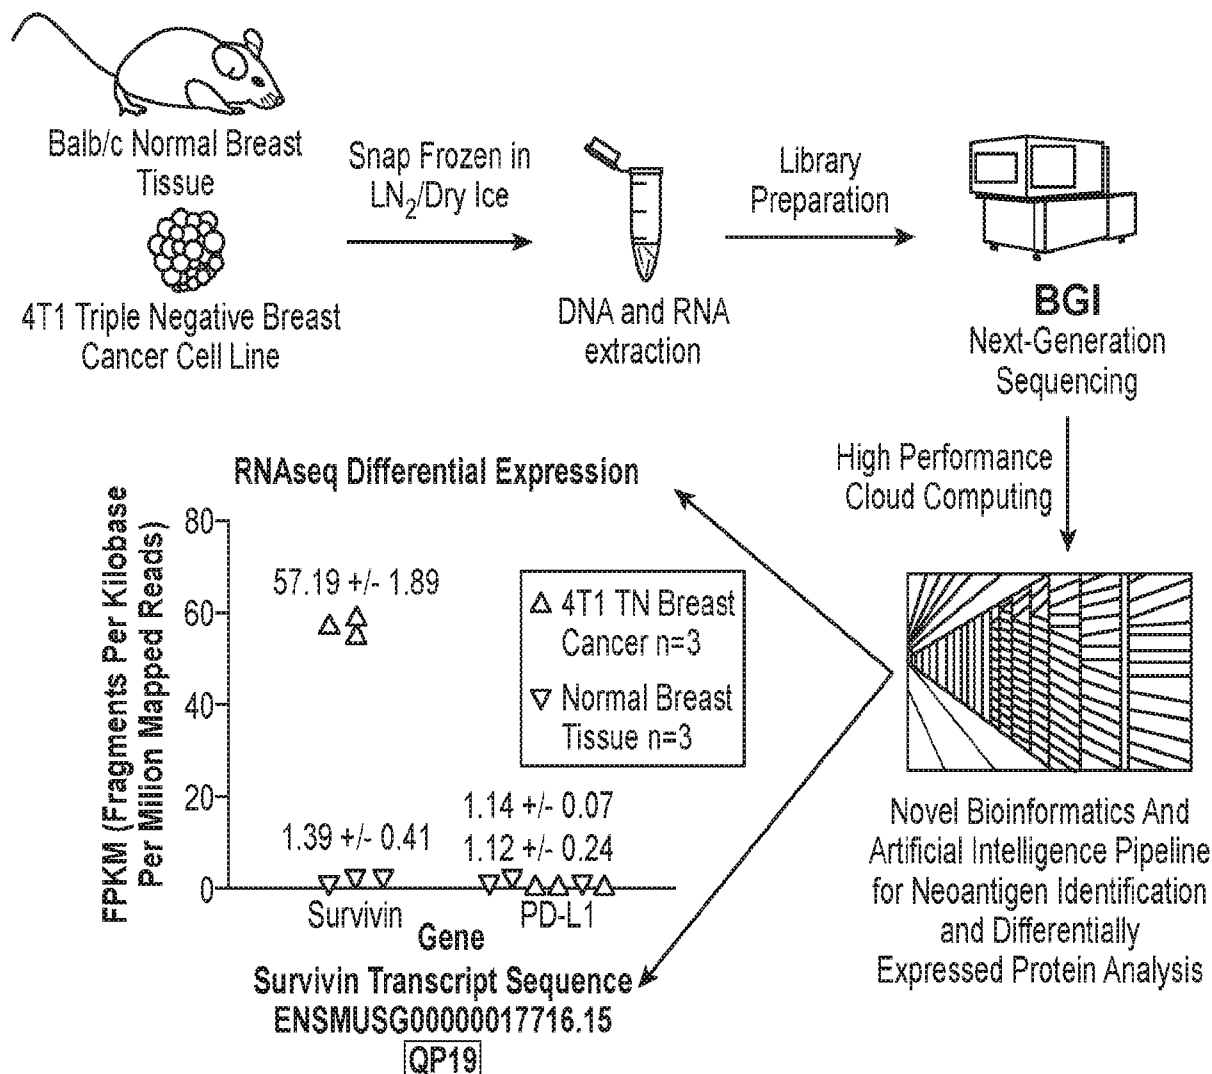 Balb/c Normal Breast
Tissue
4T1 Triple Negative Breast
Cancer Cell Line
Snap Frozen in
LN2/Dry Ice
DNA and RNA
extraction
Library
Preparation
BGI
Next-Generation
Sequencing
High Performance
Cloud Computing
Novel Bioinformatics And
Artificial Intelligence Pipeline
for Neoantigen Identification
and Differentially
Expressed Protein Analysis
RNAseq Differential Expression
FPKM (Fragments Per Kilobase
Per Milion Mapped Reads)
80
60
40
20
0
57.19 +/- 1.89
1.39 +/- 0.41
1.14 +/- 0.07
1.12 +/- 0.24
4T1 TN Breast
Cancer n=3
Normal Breast
Tissue n=3
Survivin
PD-L1
Gene
Survivin Transcript Sequence
ENSMUSG00000017716.15
QP19